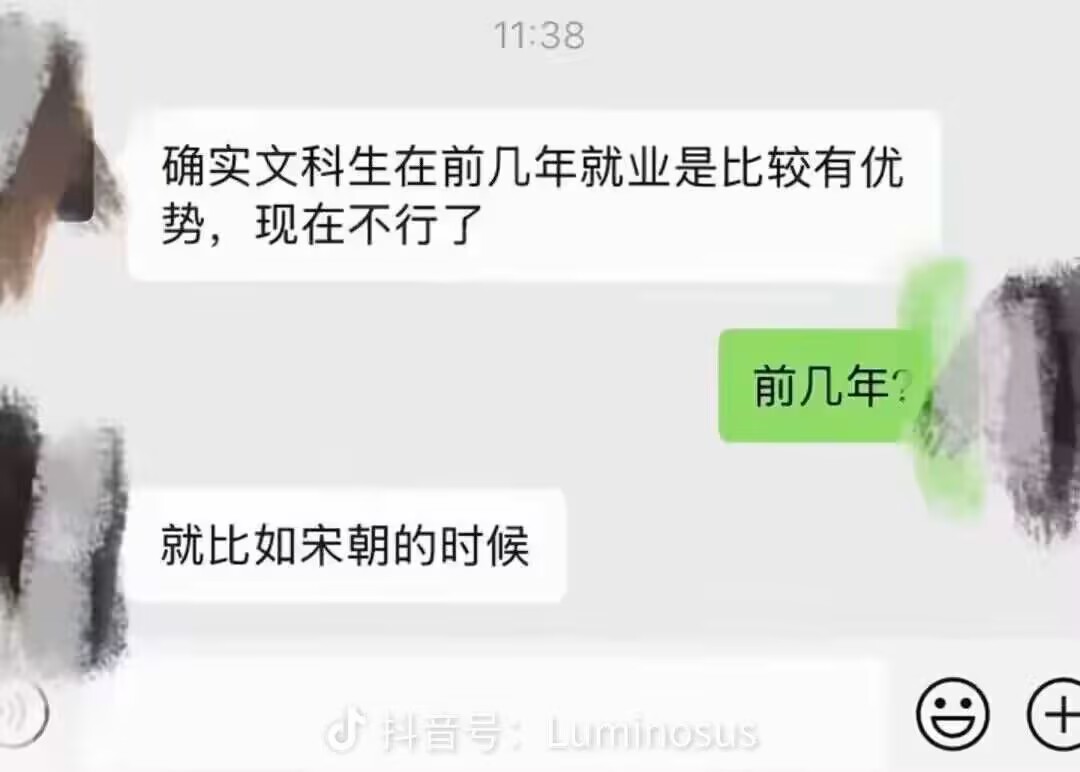 11:38
确实文科生在前几年就业是比较有优
势，现在不行了
前几年?
就比如宋朝的时候
抖音号：Luminosus